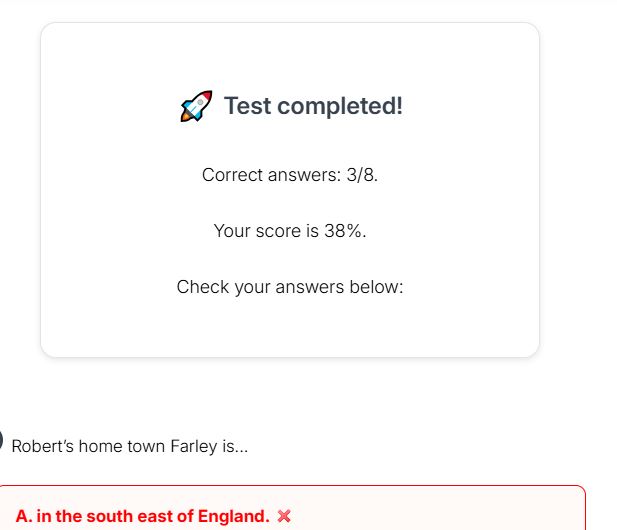 Test completed!
Correct answers: 3/8.
Your score is 38%.
Check your answers below:
Robert’s home town Farley is...
A. in the south east of England.